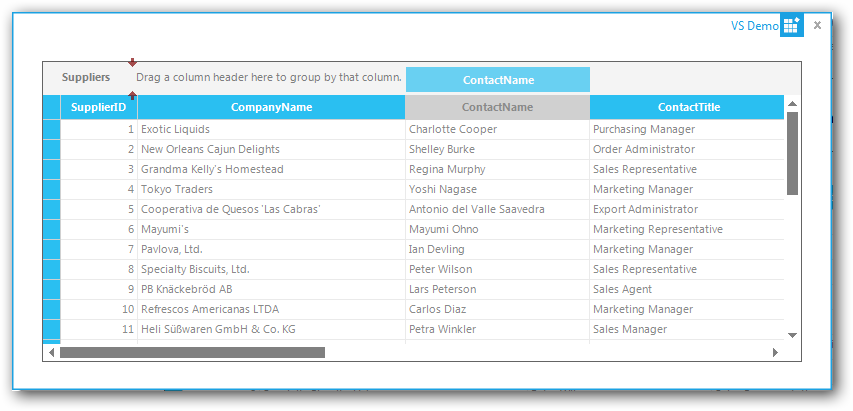 VS Demo
Suppliers Drag a column header here to group by that column. ContactName
SupplierID CompanyName ContactName ContactTitle
1 Exotic Liquids Charlotte Cooper Purchasing Manager
2 New Orleans Cajun Delights Shelley Burke Order Administrator
3 Grandma Kelly's Homestead Regina Murphy Sales Representative
4 Tokyo Traders Yoshi Nagase Marketing Manager
5 Cooperativa de Quesos 'Las Cabras' Antonio del Valle Saavedra Export Administrator
6 Mayumi's Mayumi Ohno Marketing Representative
7 Pavlova, Ltd. Ian Devling Marketing Manager
8 Specialty Biscuits, Ltd. Peter Wilson Sales Representative
9 PB Knäckebröd AB Lars Peterson Sales Agent
10 Refrescos Americanas LTDA Carlos Diaz Marketing Manager
11 Heli Süßwaren GmbH & Co. KG Petra Winkler Sales Manager